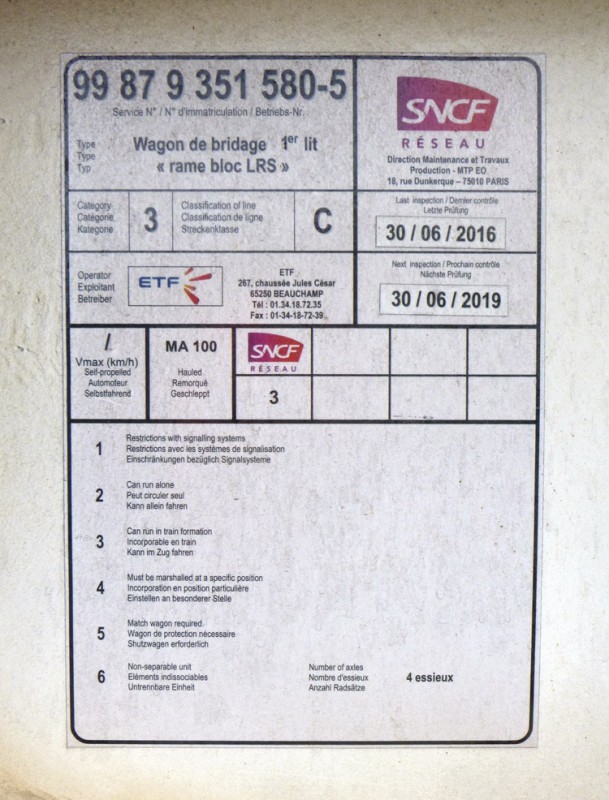 99 87 9 351 580-5
Service N° / N° d'immatriculation / Betriebs-Nr.
Type
Type
Typ
Wagon de bridage 1er lit
« rame bloc LRS »
SNCF
RÉSEAU
Direction Maintenance et Travaux
Production - MTP EO
18, rue Dunkerque – 75010 PARIS
Category
Catégorie
Kategorie
3
Classification of line
Classification de ligne
Streckenklasse
C
Last inspection / Dernier contrôle
Letzte Prüfung
30 / 06 / 2016
Operator
Exploitant
Betreiber
ETF
ETF
267, chaussée Jules César
65250 BEAUCHAMP
Tél : 01.34.18.72.35
Fax : 01-34-18-72-39
Next inspection / Prochain contrôle
Nächste Prüfung
30 / 06 / 2019
/
Vmax (km/h)
Self-propelled
Automoteur
Selbstfahrend
MA 100
Hauled
Remorqué
Geschleppt
SNCF
RÉSEAU
3
1
Restrictions with signalling systems
Restrictions avec les systèmes de signalisation
Einschränkungen bezüglich Signalsysteme
2
Can run alone
Peut circuler seul
Kann allein fahren
3
Can run in train formation
Incorporable en train
Kann im Zug fahren
4
Must be marshalled at a specific position
Incorporation en position particulière
Einstellen an besonderer Stelle
5
Match wagon required
Wagon de protection nécessaire
Shutzwagen erforderlich
6
Non-separable unit
Eléments indissociables
Untrennbare Einheit
Number of axles
Nombre d'essieux
Anzahl Radsätze
4 essieux